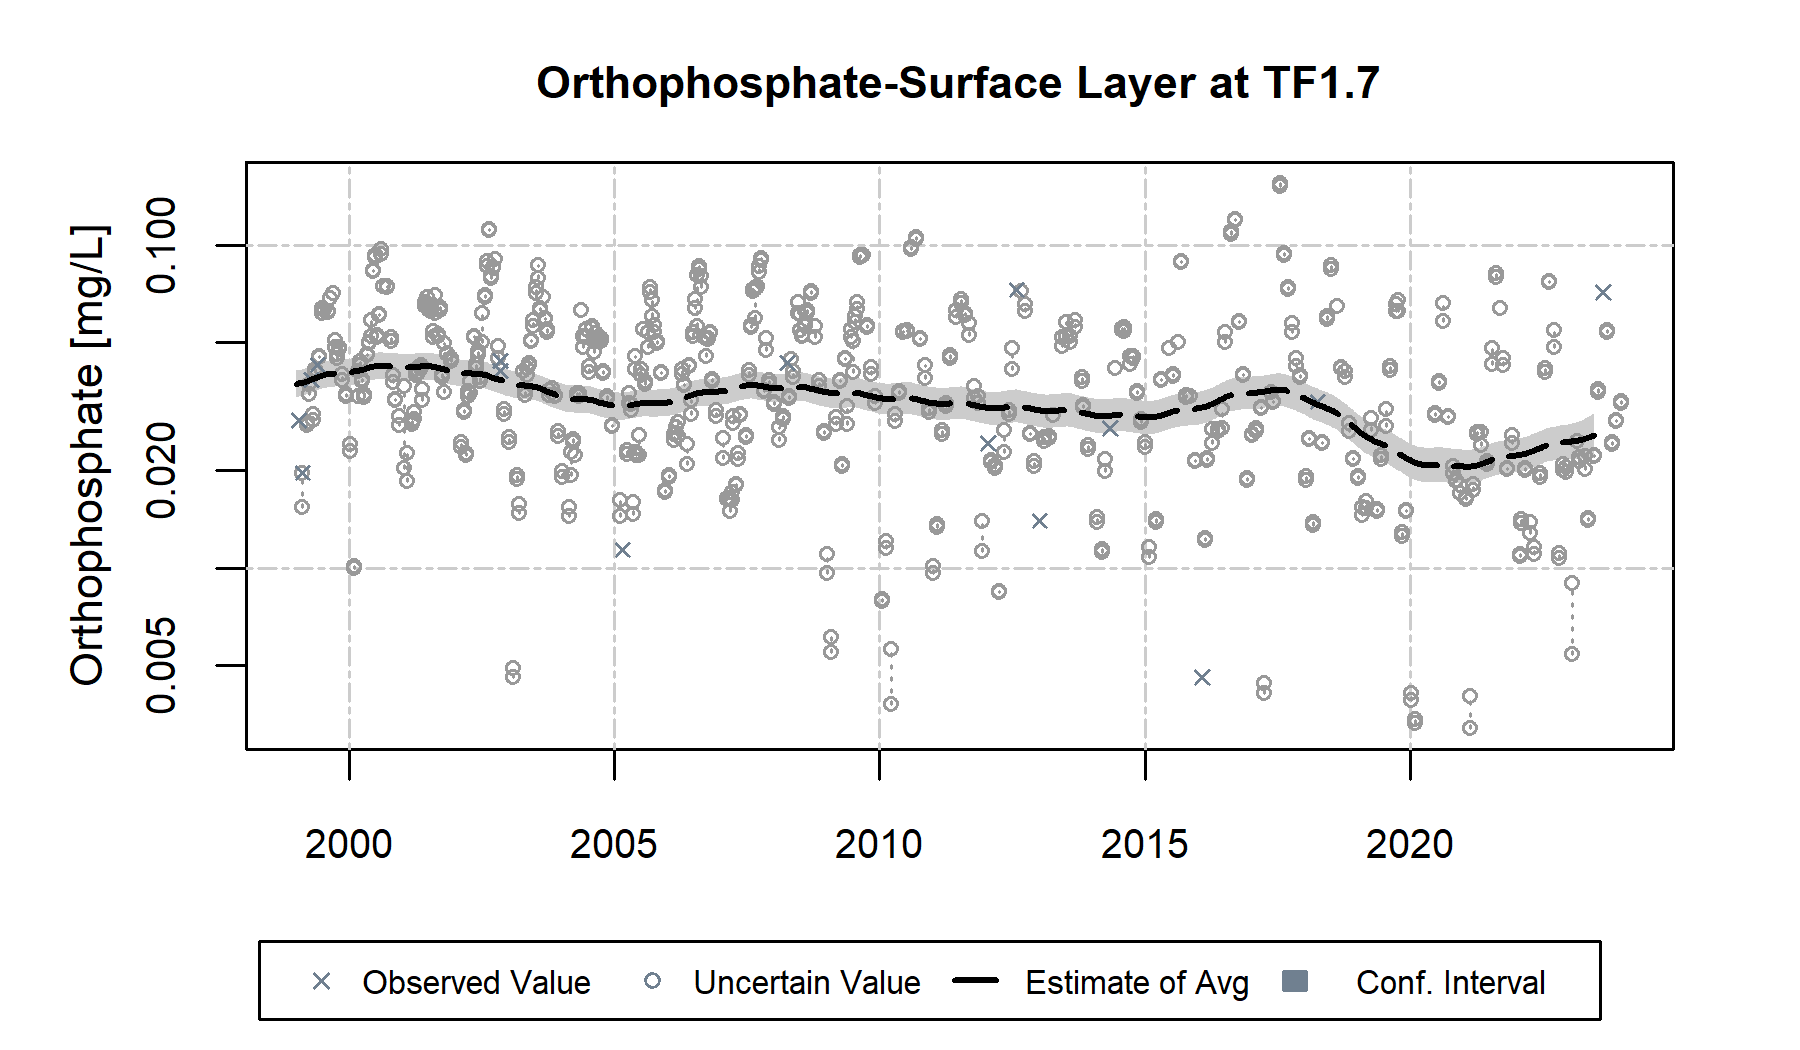 Orthophosphate-Surface Layer at TF1.7
Orthophosphate [mg/L]
0.100
0.020
0.005
2000 2005 2010 2015 2020
Observed Value Uncertain Value Estimate of Avg Conf. Interval